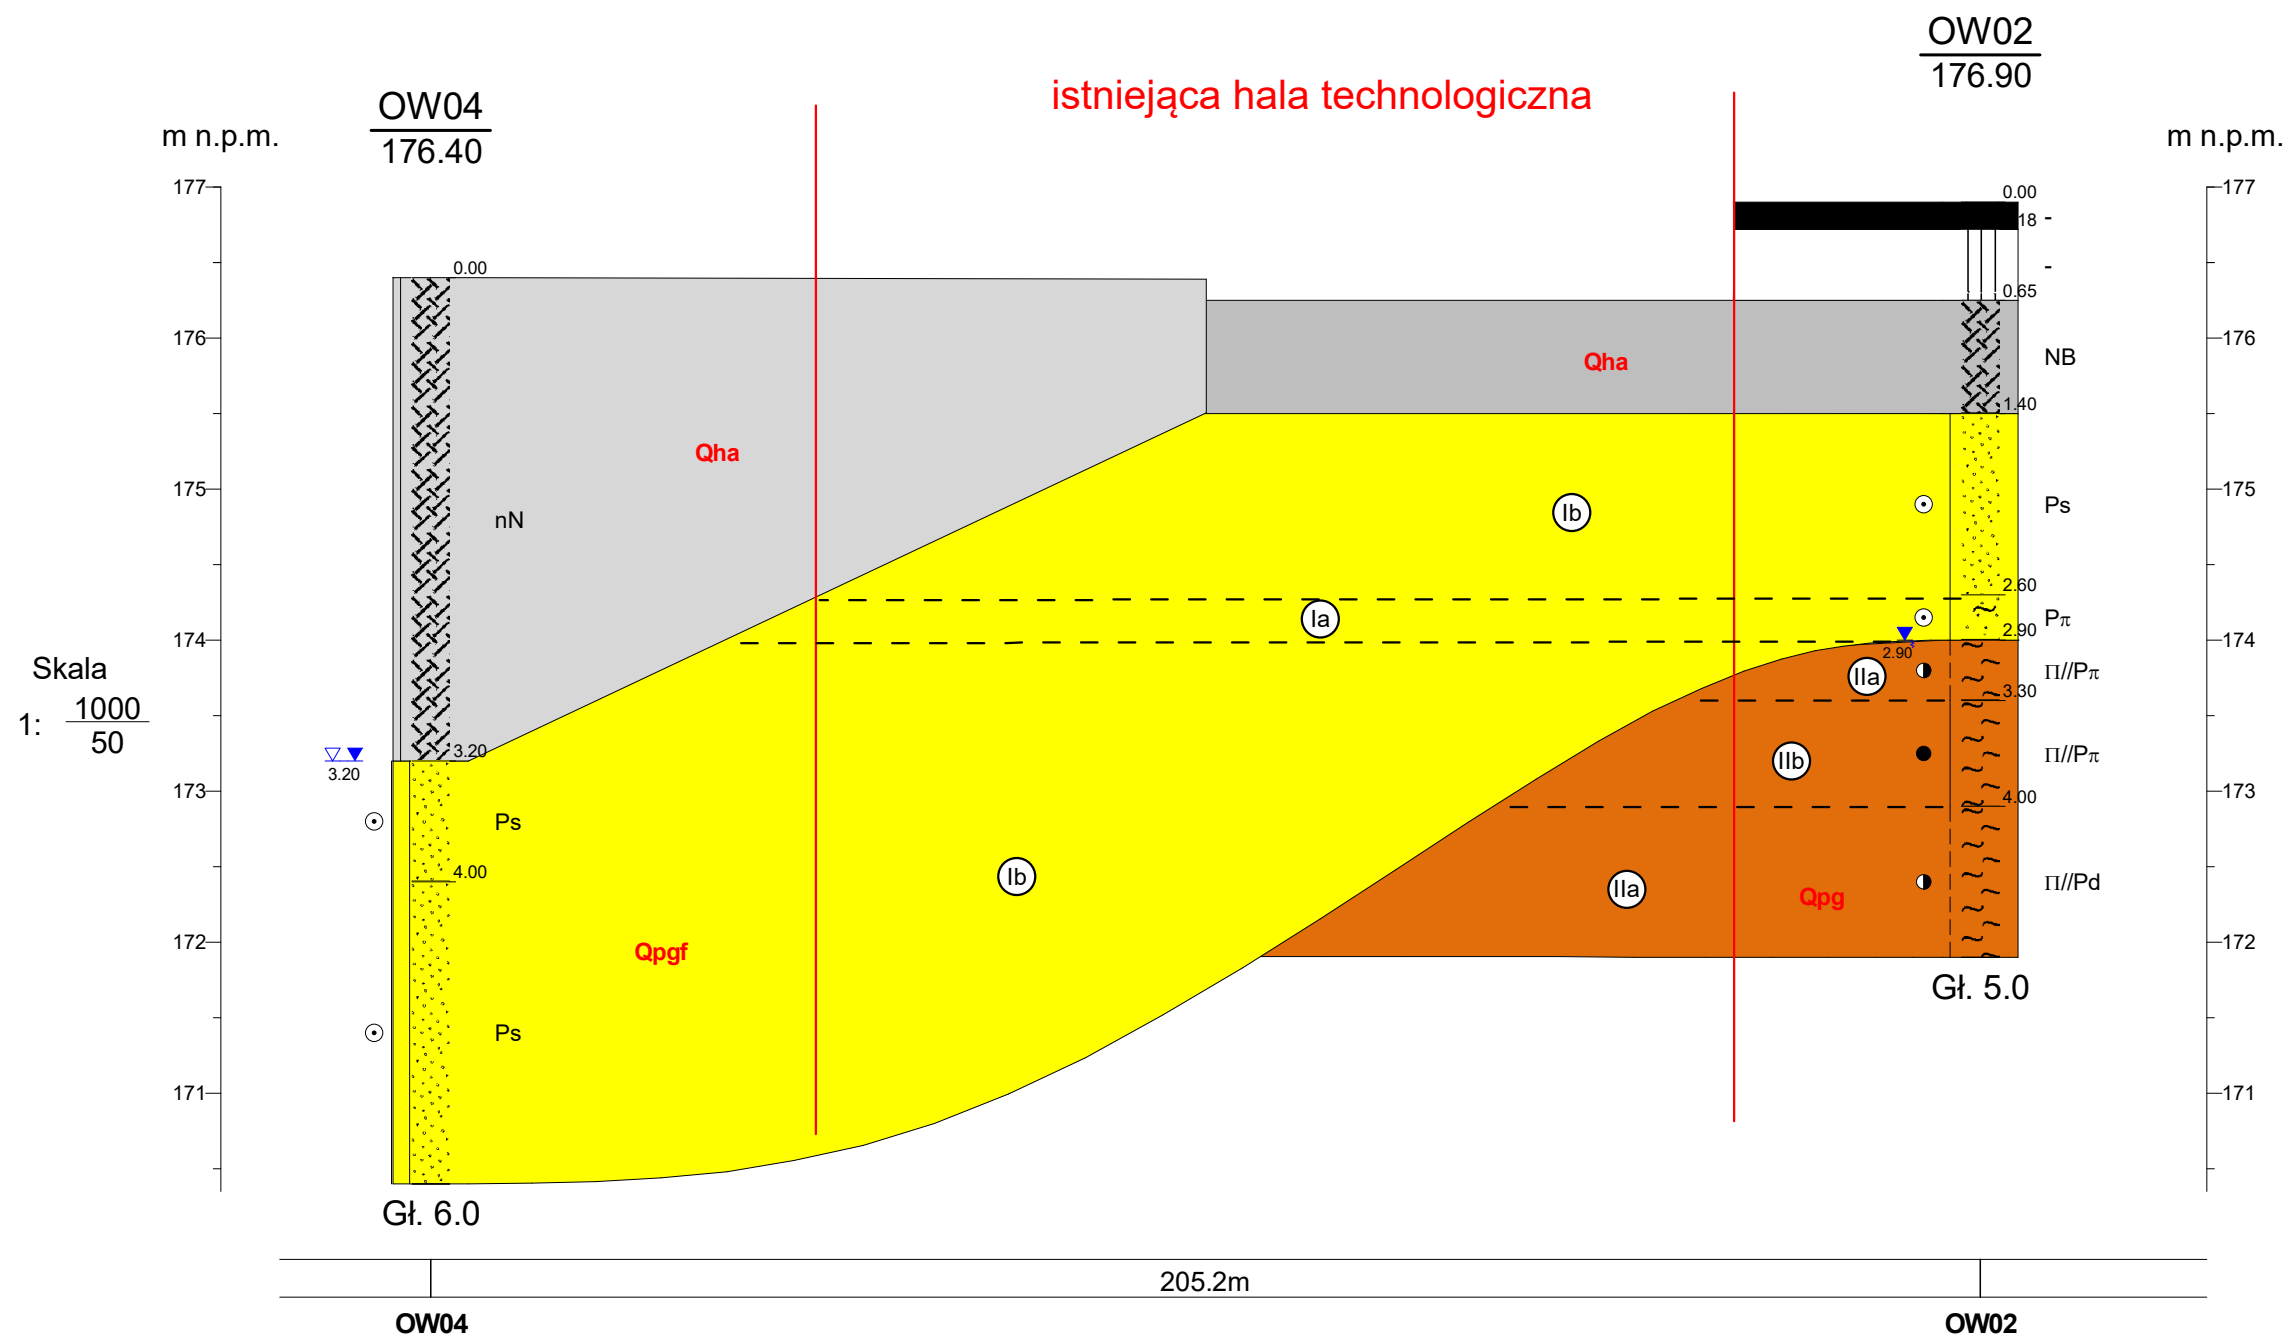 OW02
176.90
istniejąca hala technologiczna
OW04
176.40
m n.p.m.
m n.p.m.
177
177
0.00
18 -
-
0.00
0.65
176
176
NB
Qha
1.40
Qha
175
175
nN
Ib
Ps
2.60
Ia
Pπ
174
2.90
174
2.90
Skala
1: 1000
50
IIa
Π//Pπ
3.30
3.20
3.20
IIb
Π//Pπ
173
173
4.00
Ps
4.00
Ib
IIa
Qpg
Π//Pd
172
172
Qpgf
Gł. 5.0
Ps
171
171
Gł. 6.0
205.2m
OW04
OW02